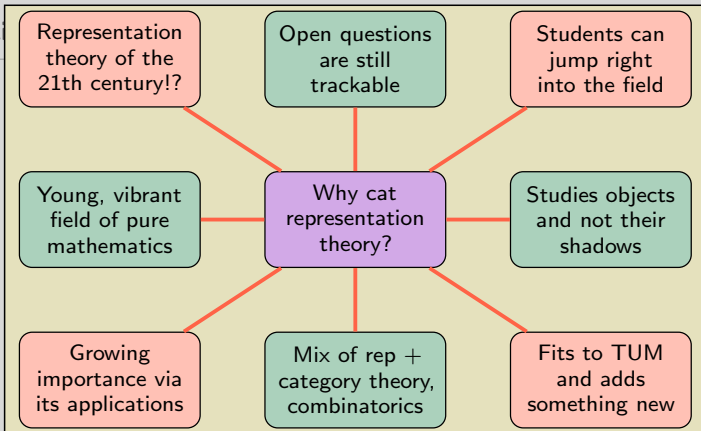 Representation
theory of the
21th century!?
Open questions
are still
trackable
Students can
jump right
into the field
Young, vibrant
field of pure
mathematics
Why cat
representation
theory?
Studies objects
and not their
shadows
Growing
importance via
its applications
Mix of rep +
category theory,
combinatorics
Fits to TUM
and adds
something new